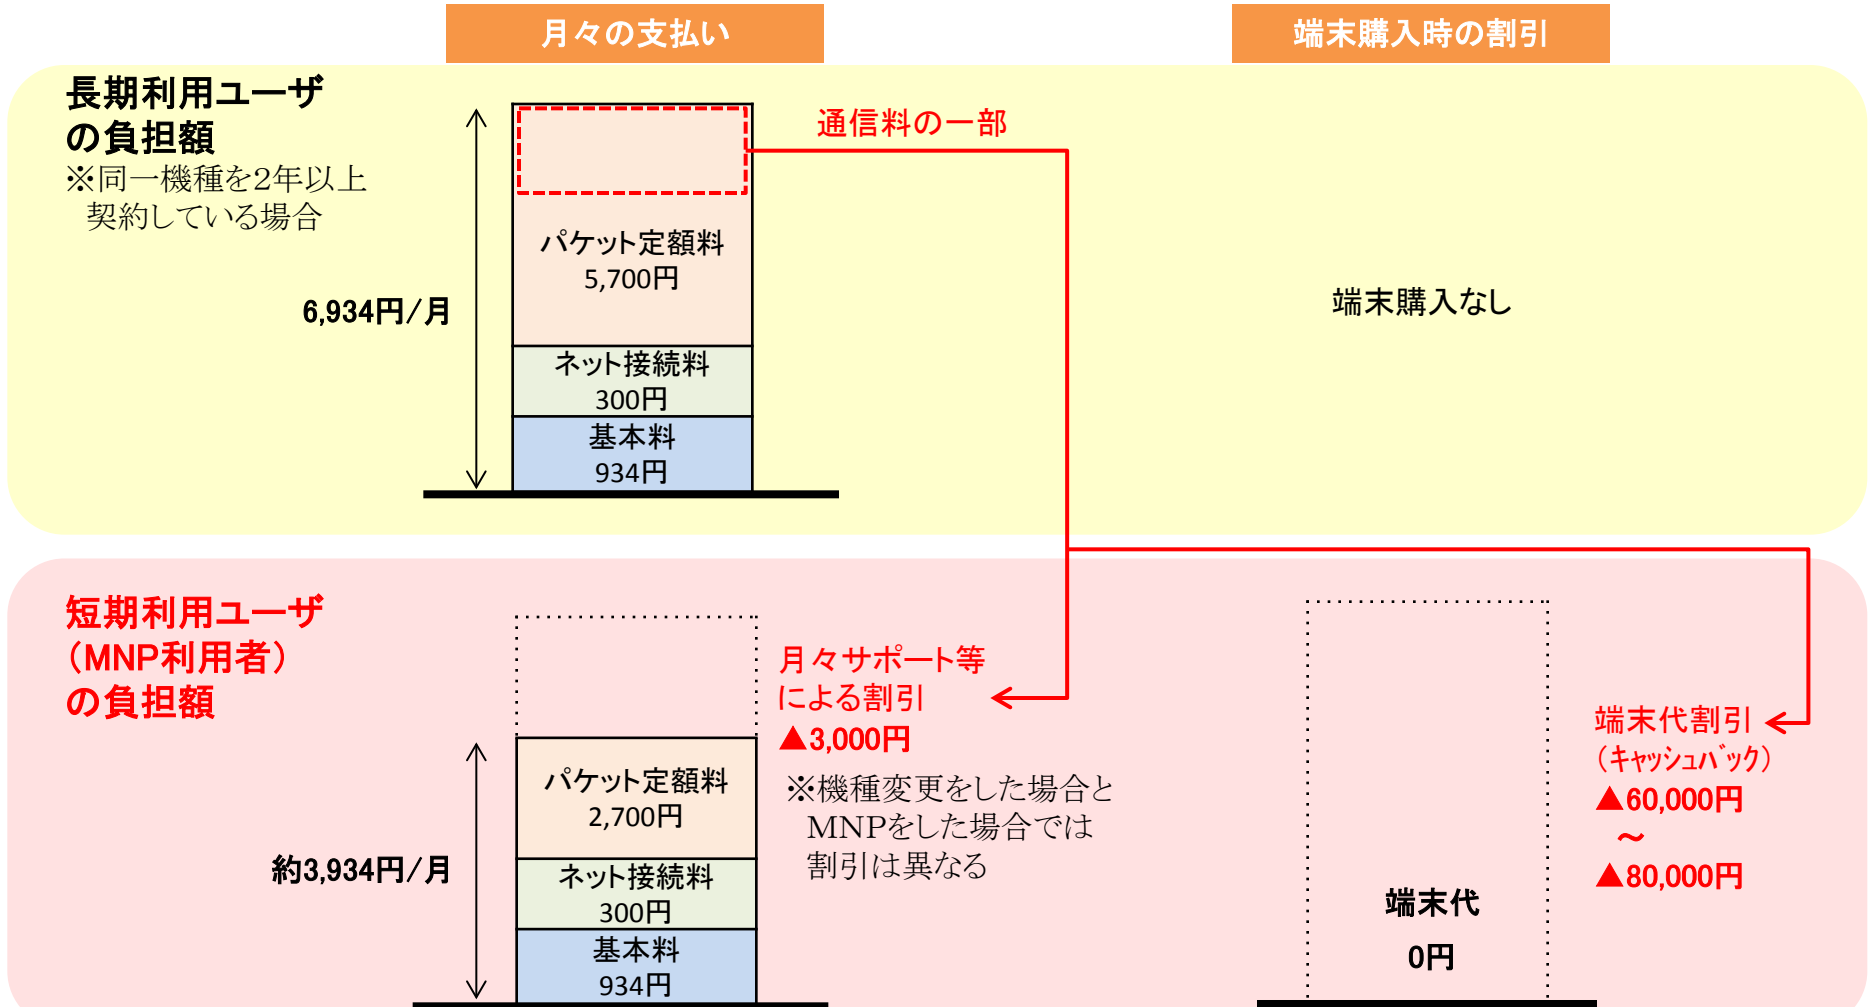 月々の支払い
端末購入時の割引
長期利用ユーザ
の負担額
※同一機種を2年以上
契約している場合
6,934円/月
通信料の一部
パケット定額料
5,700円
ネット接続料
300円
基本料
934円
端末購入なし
短期利用ユーザ
(MNP利用者)
の負担額
約3,934円/月
パケット定額料
2,700円
ネット接続料
300円
基本料
934円
月々サポート等
による割引
▲3,000円
※機種変更をした場合と
MNPをした場合では
割引は異なる
端末代
0円
端末代割引
(ｷｬｯｼｭﾊﾞｯｸ)
▲60,000円
～
▲80,000円